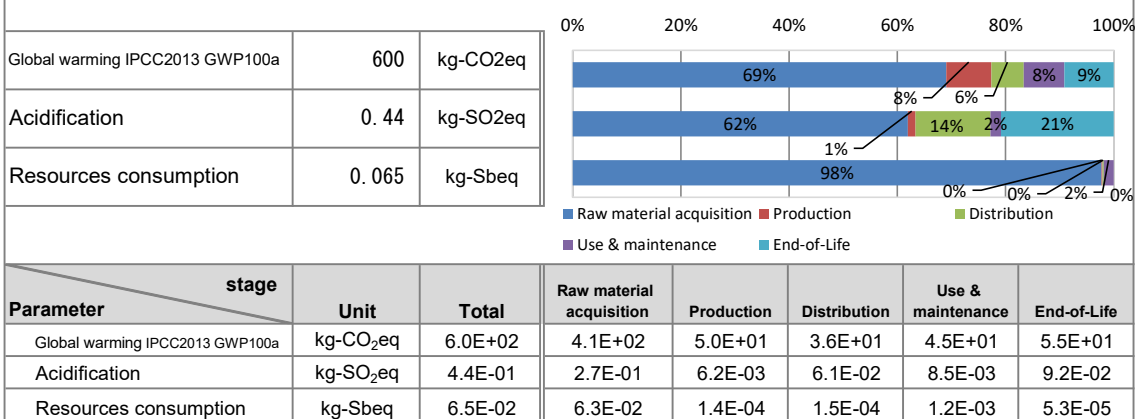 0% 20% 40% 60% 80% 100%
Global warming IPCC2013 GWP100a 600 kg-CO2eq
69% 8% 6% 8% 9%
Acidification 0.44 kg-SO2eq
62% 1% 14% 2% 21%
Resources consumption 0.065 kg-Sbeq
98% 0% 0% 2% 0%
Raw material acquisition Production Distribution
Use & maintenance End-of-Life
stage
Parameter Unit Total Raw material acquisition Production Distribution Use & maintenance End-of-Life
Global warming IPCC2013 GWP100a kg-CO₂eq 6.0E+02 4.1E+02 5.0E+01 3.6E+01 4.5E+01 5.5E+01
Acidification kg-SO₂eq 4.4E-01 2.7E-01 6.2E-03 6.1E-02 8.5E-03 9.2E-02
Resources consumption kg-Sbeq 6.5E-02 6.3E-02 1.4E-04 1.5E-04 1.2E-03 5.3E-05